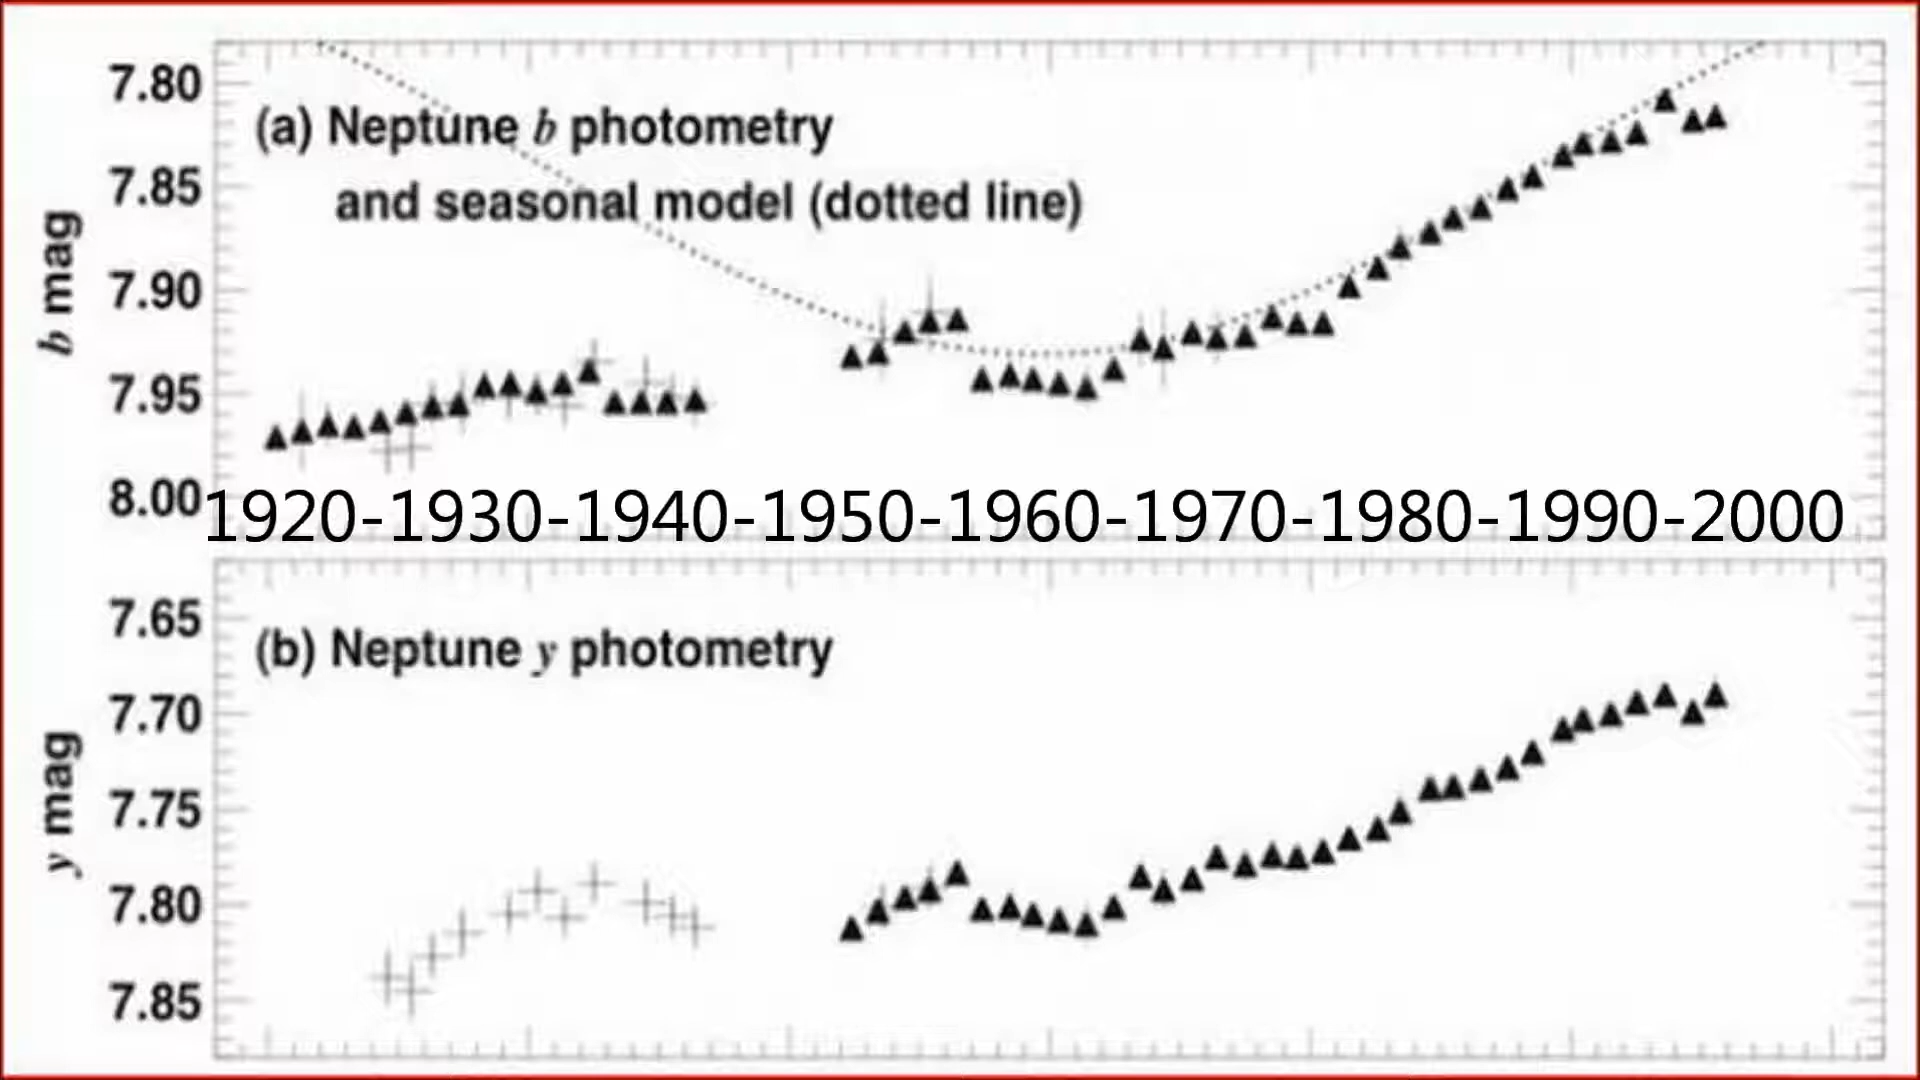 7.80
(a) Neptune b photometry
and seasonal model (dotted line)
7.85
7.90
7.95
8.00
b mag
1920-1930-1940-1950-1960-1970-1980-1990-2000
7.65
(b) Neptune y photometry
7.70
7.75
7.80
7.85
y mag